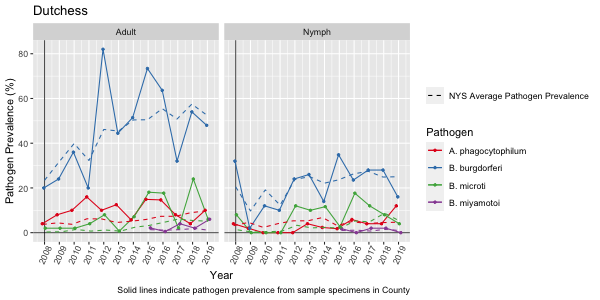 Dutchess
Adult
Nymph
Pathogen Prevalence (%)
80
60
40
20
0
2008 2009 2010 2011 2012 2013 2014 2015 2016 2017 2018 2019
2008 2009 2010 2011 2012 2013 2014 2015 2016 2017 2018 2019
Year
Solid lines indicate pathogen prevalence from sample specimens in County
NYS Average Pathogen Prevalence
Pathogen
A. phagocytophilum
B. burgdorferi
B. microti
B. miyamotoi